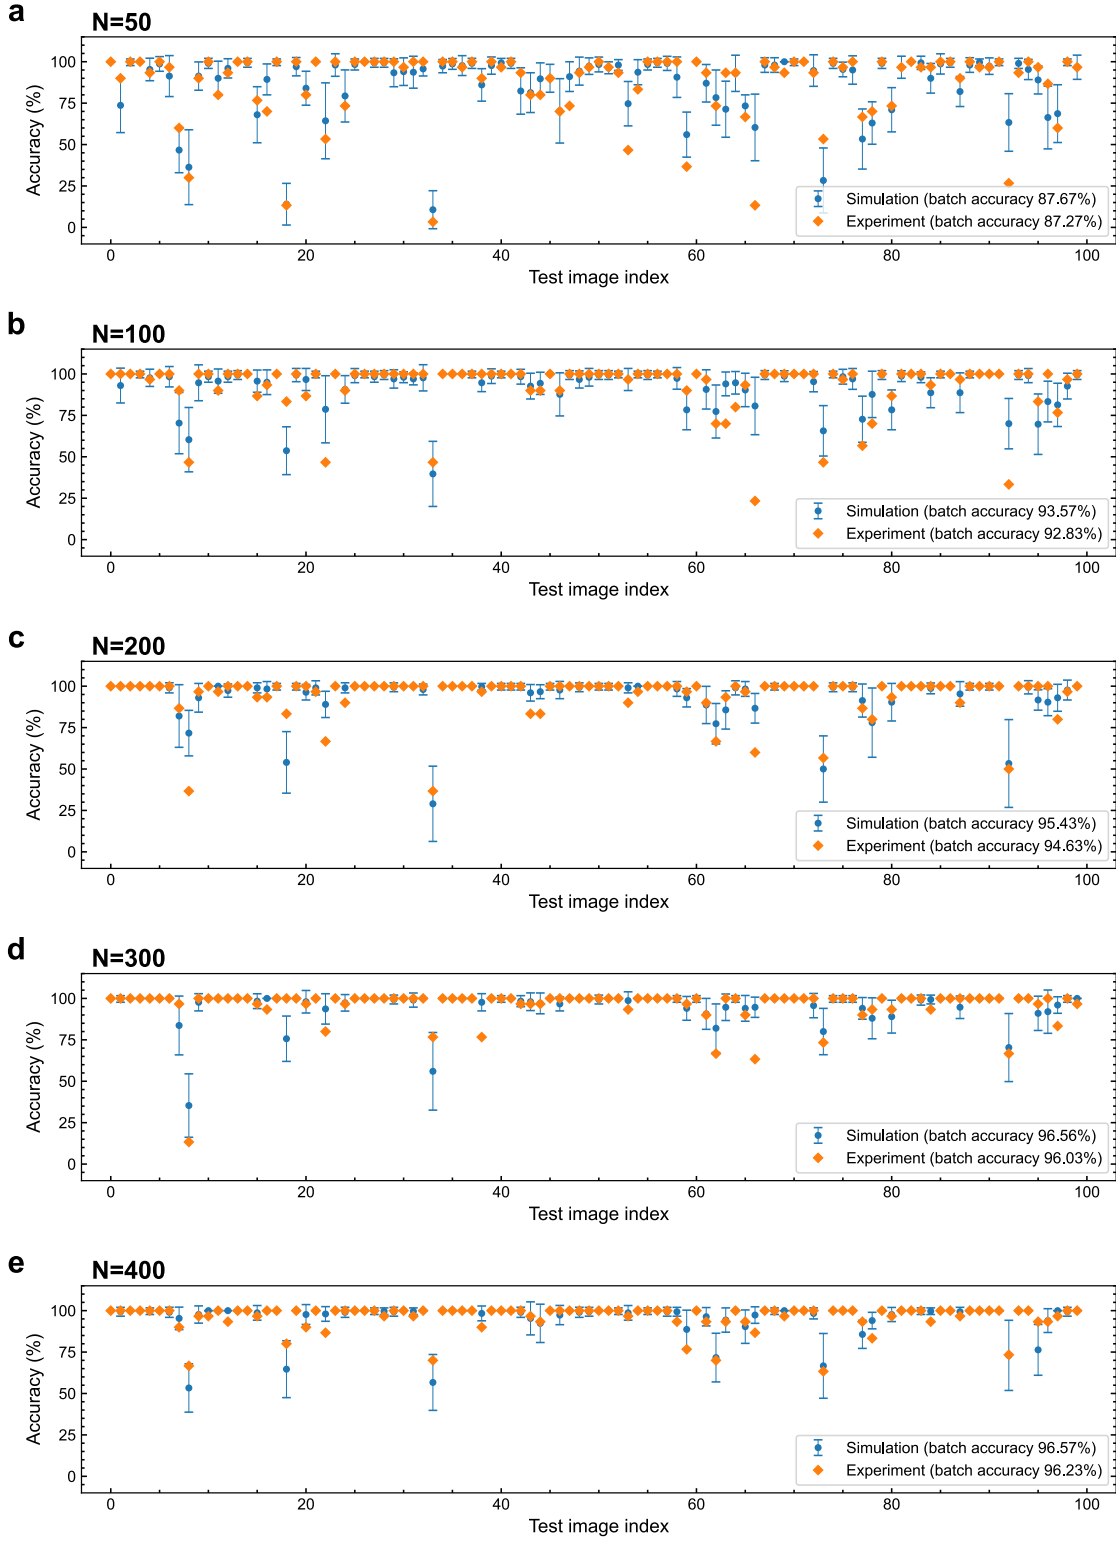 a
N=50
100
75
50
25
0
Accuracy (%)
Simulation (batch accuracy 87.67%)
Experiment (batch accuracy 87.27%)
0 20 40 60 80 100
Test image index
b
N=100
100
75
50
25
0
Accuracy (%)
Simulation (batch accuracy 93.57%)
Experiment (batch accuracy 92.83%)
0 20 40 60 80 100
Test image index
c
N=200
100
75
50
25
0
Accuracy (%)
Simulation (batch accuracy 95.43%)
Experiment (batch accuracy 94.63%)
0 20 40 60 80 100
Test image index
d
N=300
100
75
50
25
0
Accuracy (%)
Simulation (batch accuracy 96.56%)
Experiment (batch accuracy 96.03%)
0 20 40 60 80 100
Test image index
e
N=400
100
75
50
25
0
Accuracy (%)
Simulation (batch accuracy 96.57%)
Experiment (batch accuracy 96.23%)
0 20 40 60 80 100
Test image index